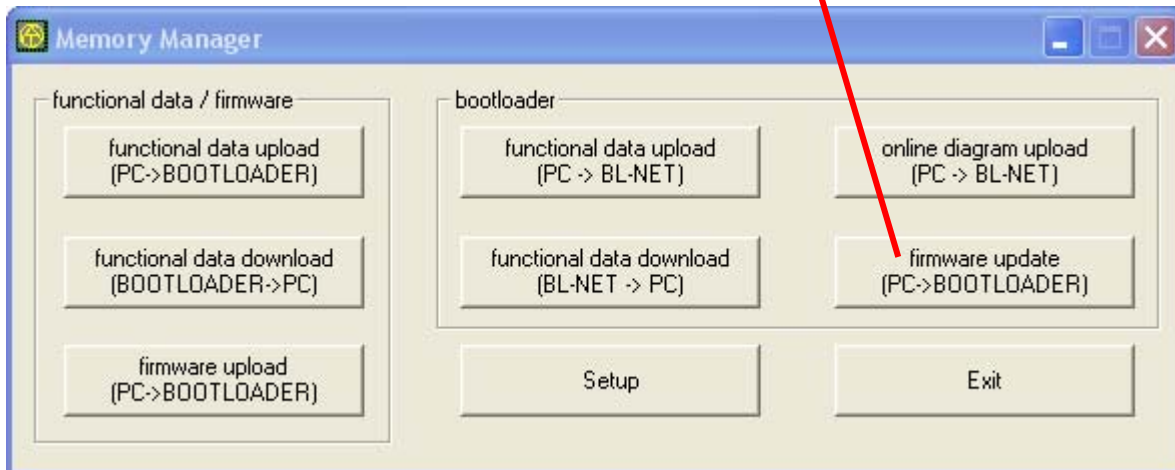 Memory Manager
functional data / firmware
functional data upload
(PC->BOOTLOADER)
functional data download
(BOOTLOADER->PC)
firmware upload
(PC->BOOTLOADER)
bootloader
functional data upload
(PC -> BL-NET)
online diagram upload
(PC -> BL-NET)
functional data download
(BL-NET -> PC)
firmware update
(PC->BOOTLOADER)
Setup
Exit